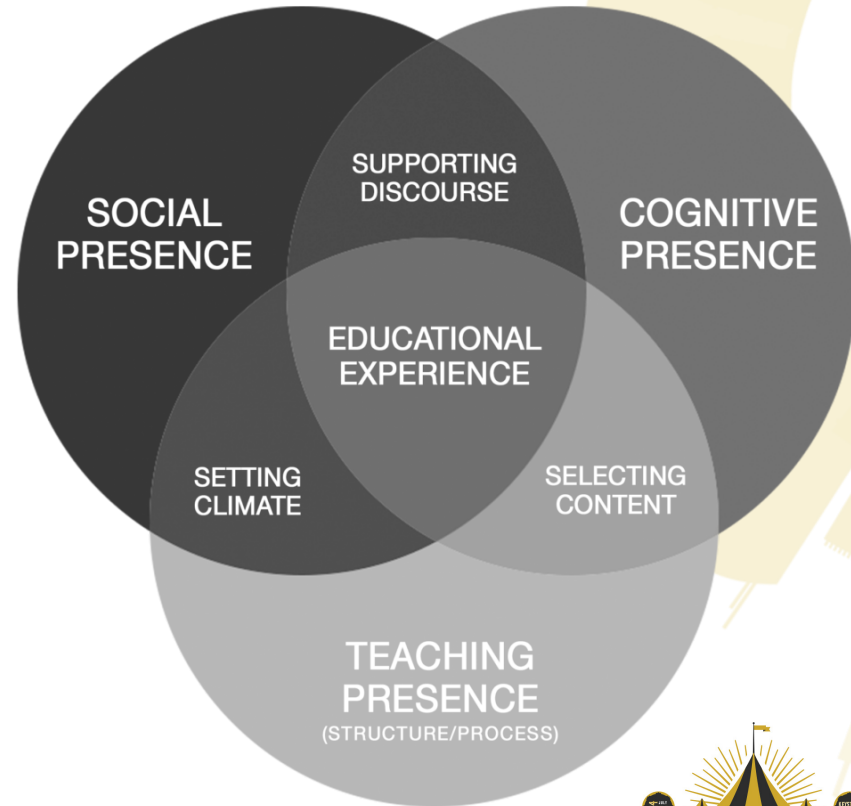 SUPPORTING
DISCOURSE
SOCIAL
PRESENCE
COGNITIVE
PRESENCE
EDUCATIONAL
EXPERIENCE
SETTING
CLIMATE
SELECTING
CONTENT
TEACHING
PRESENCE
(STRUCTURE/PROCESS)